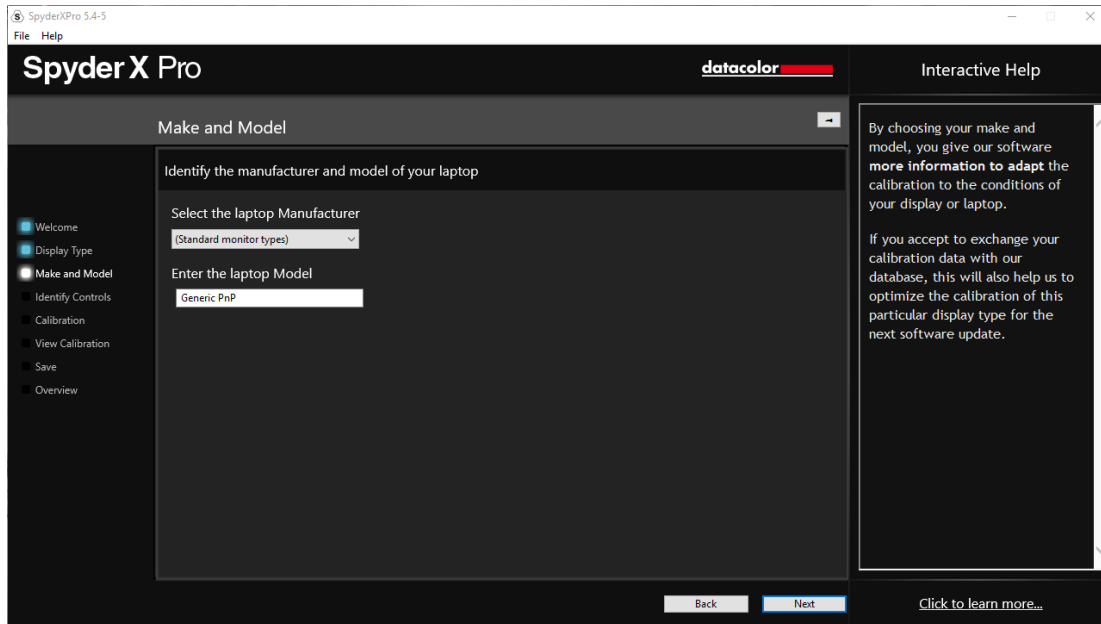 SpyderXPro 5.4-5
File Help
Spyder X Pro
datacolor
Interactive Help
Make and Model
Identify the manufacturer and model of your laptop
Select the laptop Manufacturer
(Standard monitor types)
Enter the laptop Model
Generic PnP
Welcome
Display Type
Make and Model
Identify Controls
Calibration
View Calibration
Save
Overview
By choosing your make and
model, you give our software
more information to adapt the
calibration to the conditions of
your display or laptop.
If you accept to exchange your
calibration data with our
database, this will also help us to
optimize the calibration of this
particular display type for the
next software update.
Back
Next
Click to learn more...